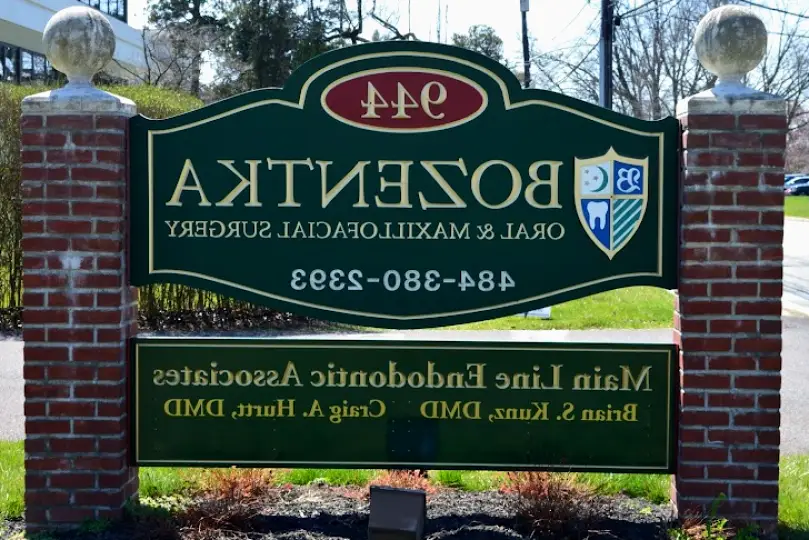 944
BOZENTKA
ORAL & MAXILLOFACIAL SURGERY
484-380-2393
Main Line Endodontic Associates
Brian S. Kunz, DMD Craig A. Hurtt, DMD